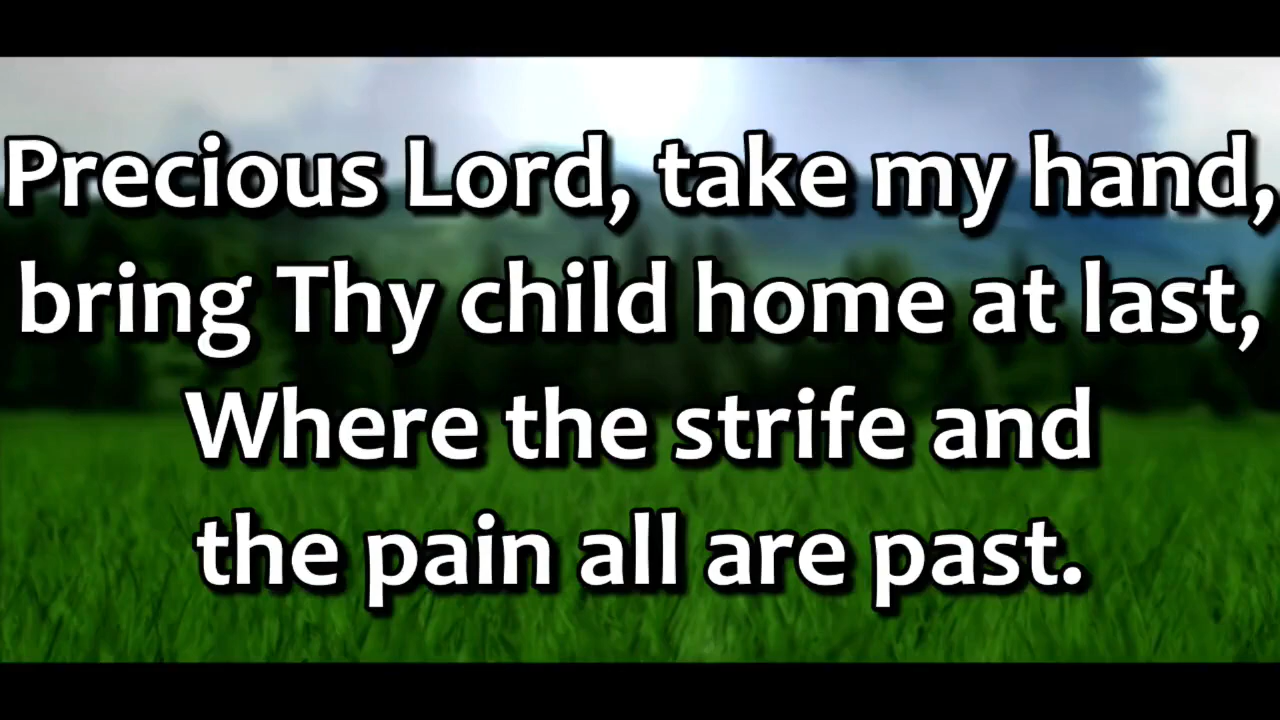 Precious Lord, take my hand,
bring Thy child home at last,
Where the strife and
the pain all are past.